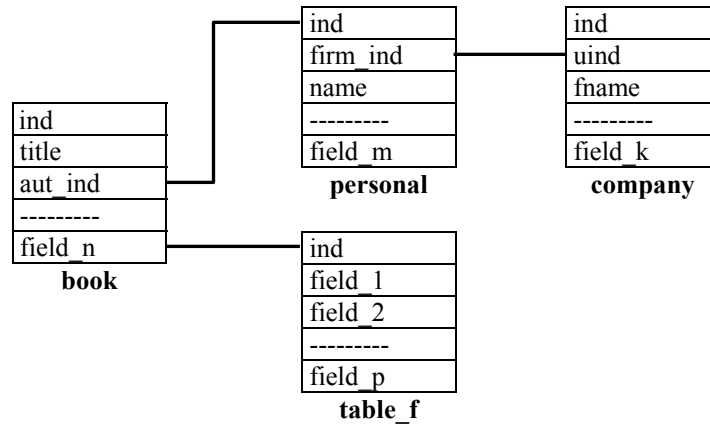 ind
title
aut_ind
---------
field_n
book
ind
firm_ind
name
---------
field_m
personal
ind
uind
fname
---------
field_k
company
ind
field_1
field_2
---------
field_p
table_f